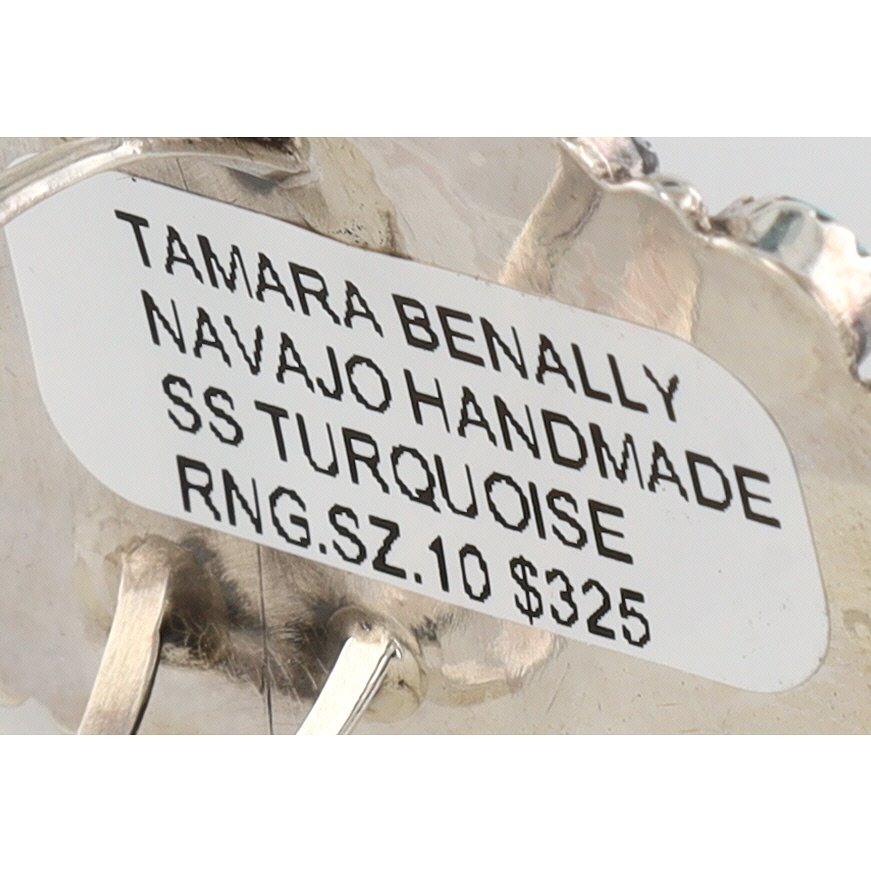 TAMARA BENALLY
NAVAJO HANDMADE
SS TURQUOISE
RNG.SZ.10 $325